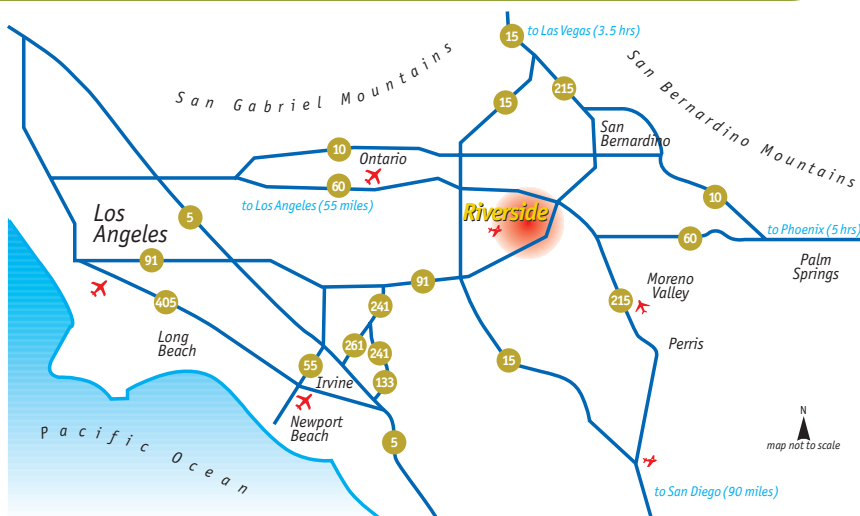 to Las Vegas (3.5 hrs)
15
San Gabriel Mountains
San Bernardino Mountains
215
15
San
Bernardino
10
Ontario
60
to Los Angeles (55 miles)
10
Los
Angeles
5
Riverside
to Phoenix (5 hrs)
60
Palm
Springs
91
405
91
241
Moreno
Valley
215
Long
Beach
261
241
Perris
55
Irvine
133
15
Newport
Beach
N
map not to scale
Pacific Ocean
5
to San Diego (90 miles)